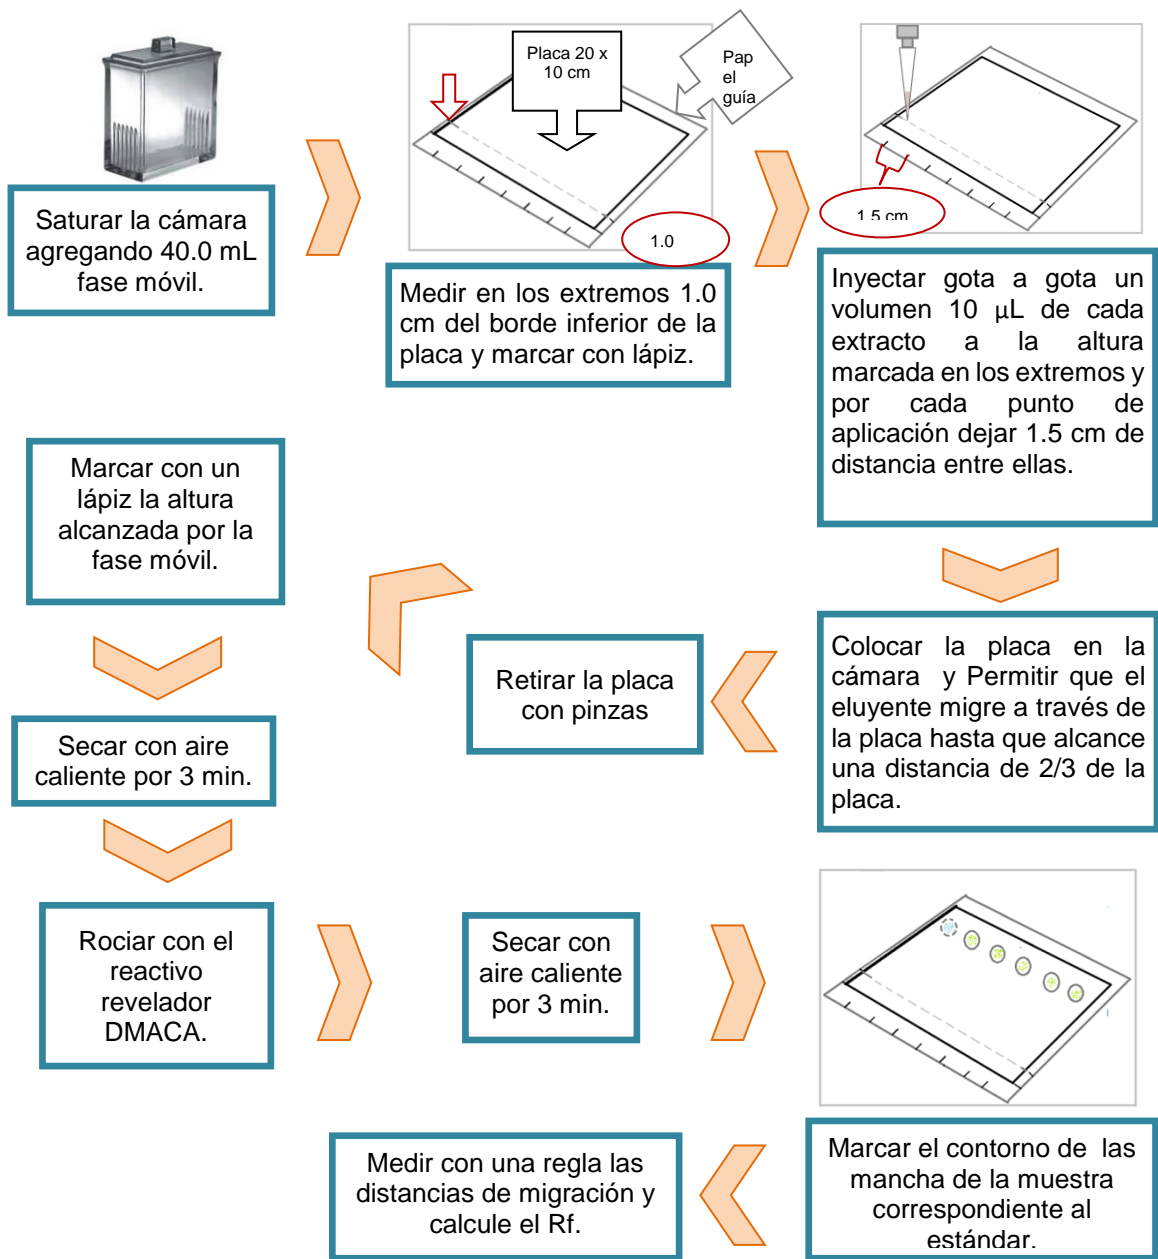 Placa 20 x
10 cm
Pap
el
guía
1.0
1.5 cm
Saturar la cámara
agregando 40.0 mL
fase móvil.
Medir en los extremos 1.0
cm del borde inferior de la
placa y marcar con lápiz.
Inyectar gota a gota un
volumen 10 µL de cada
extracto a la altura
marcada en los extremos y
por cada punto de
aplicación dejar 1.5 cm de
distancia entre ellas.
Colocar la placa en la
cámara y Permitir que el
eluyente migre a través de
la placa hasta que alcance
una distancia de 2/3 de la
placa.
Retirar la placa
con pinzas
Marcar con un
lápiz la altura
alcanzada por la
fase móvil.
Secar con aire
caliente por 3 min.
Rociar con el
reactivo
revelador
DMACA.
Secar con
aire caliente
por 3 min.
Marcar el contorno de las
mancha de la muestra
correspondiente al
estándar.
Medir con una regla las
distancias de migración y
calcule el Rf.